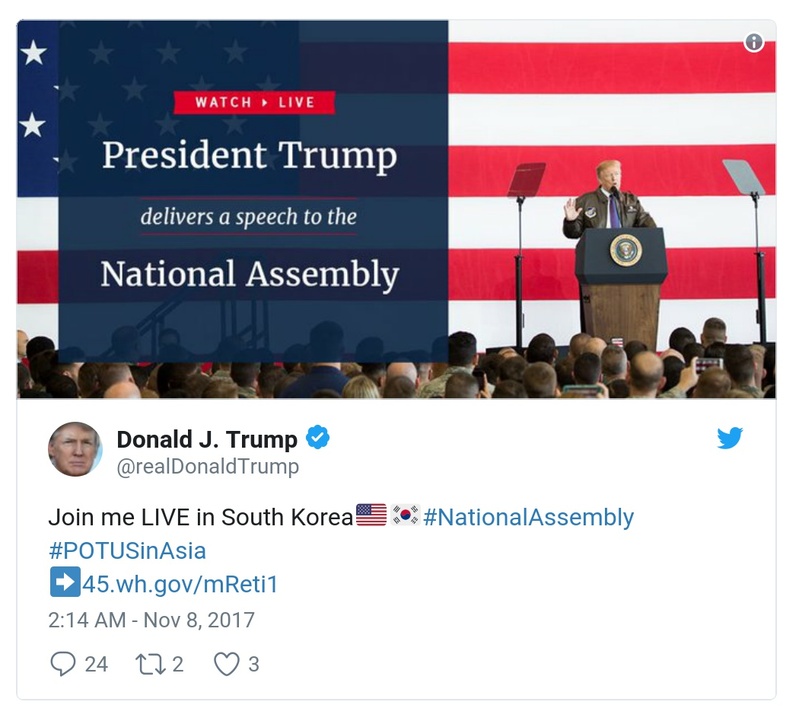 WATCH ▸ LIVE
President Trump
delivers a speech to the
National Assembly
Donald J. Trump
@realDonaldTrump
Join me LIVE in South Korea🇺🇸🇰🇷#NationalAssembly
#POTUSinAsia
➡️45.wh.gov/mReti1
2:14 AM - Nov 8, 2017
24 2 3